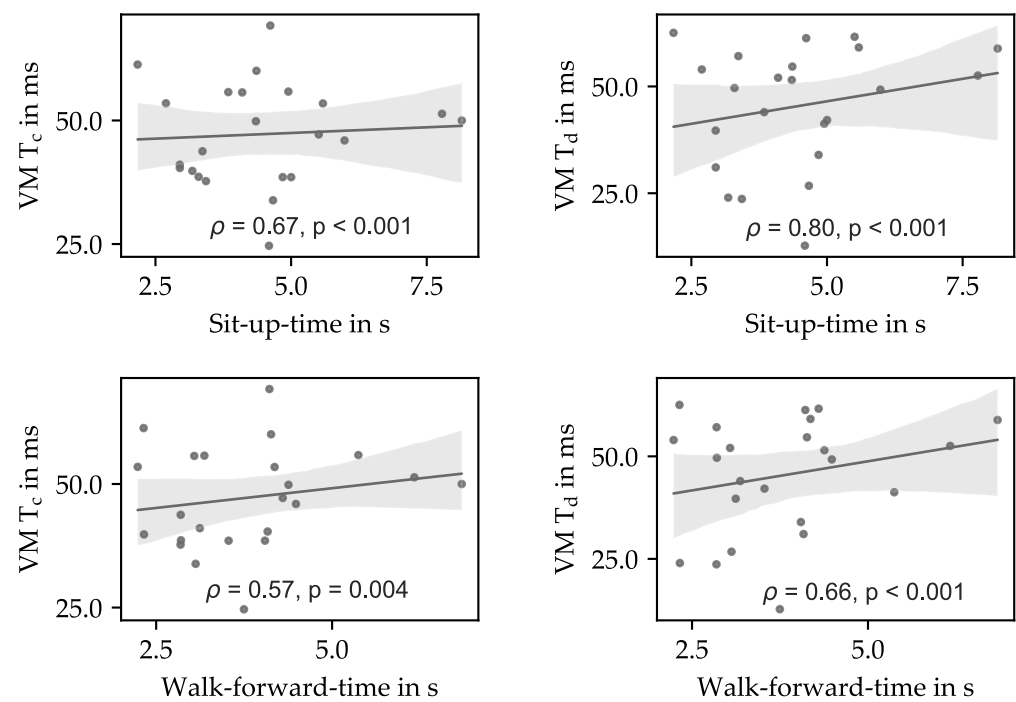 VM T_c in ms
50.0
25.0
ρ = 0.67, p < 0.001
2.5 5.0 7.5
Sit-up-time in s
VM T_d in ms
50.0
25.0
ρ = 0.80, p < 0.001
2.5 5.0 7.5
Sit-up-time in s
VM T_c in ms
50.0
25.0
ρ = 0.57, p = 0.004
2.5 5.0
Walk-forward-time in s
VM T_d in ms
50.0
25.0
ρ = 0.66, p < 0.001
2.5 5.0
Walk-forward-time in s